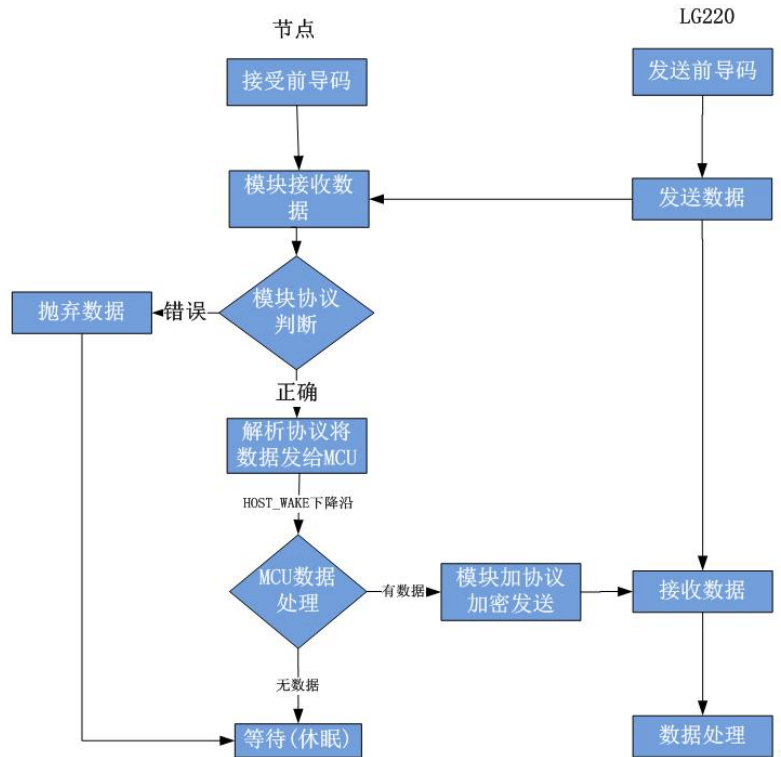 节点
LG220
接受前导码
发送前导码
模块接收数
据
发送数据
抛弃数据
错误
模块协议
判断
正确
解析协议将
数据发给MCU
HOST_WAKE下降沿
MCU数据
处理
有数据
模块加协议
加密发送
接收数据
无数据
等待(休眠)
数据处理